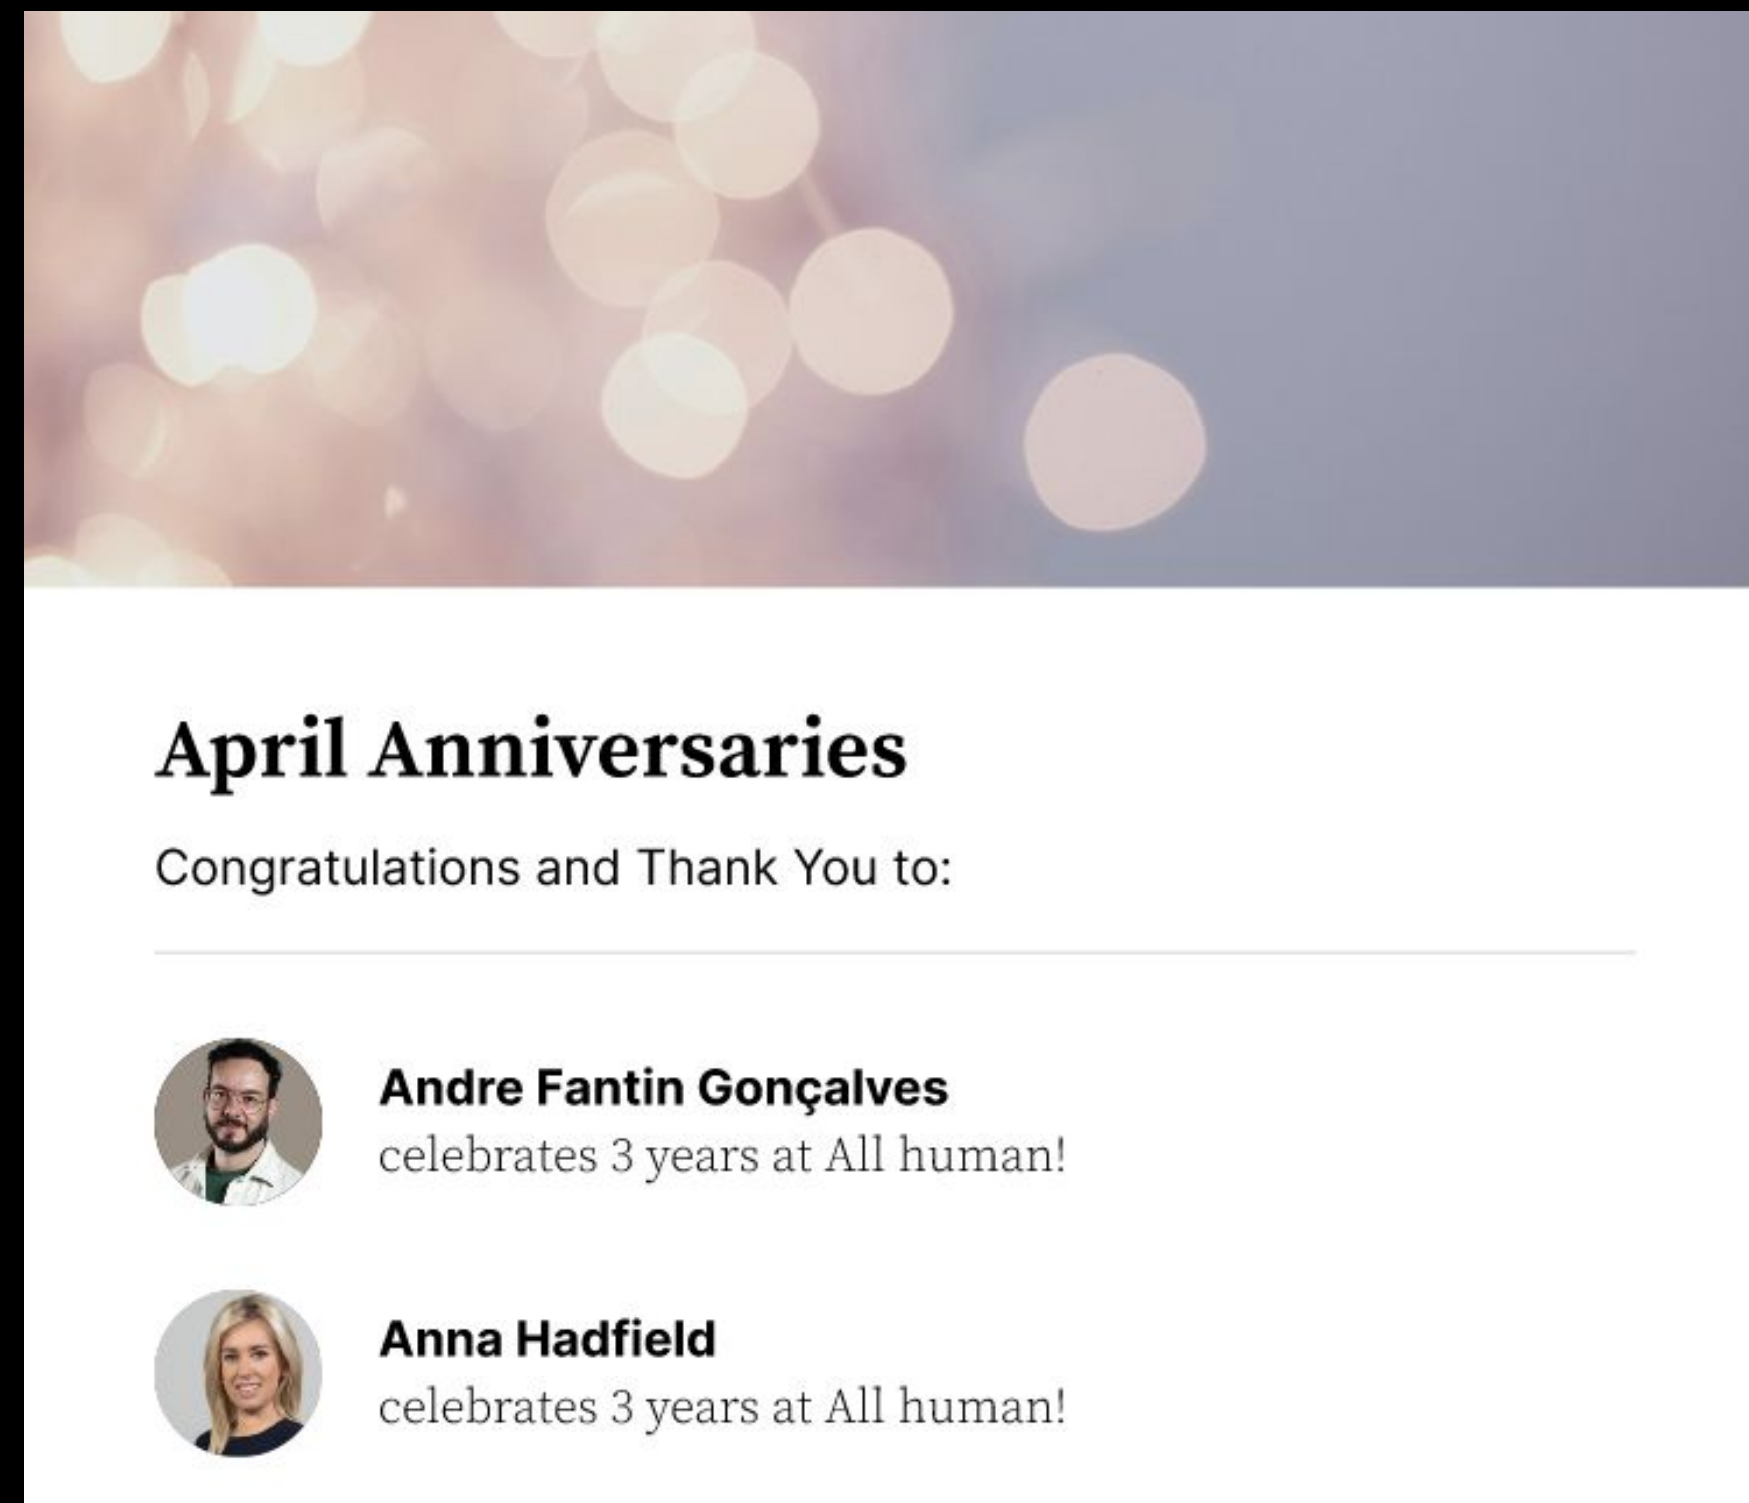 April Anniversaries
Congratulations and Thank You to:
Andre Fantin Gonçalves
celebrates 3 years at All human!
Anna Hadfield
celebrates 3 years at All human!